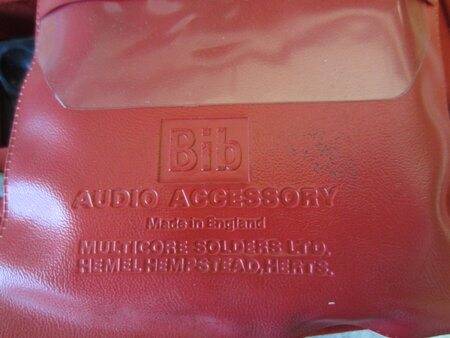 Bib
AUDIO ACCESSORY
Made in England
MULTICORE SOLDERS LTD.
HEMEL HEMPSTEAD, HERTS.